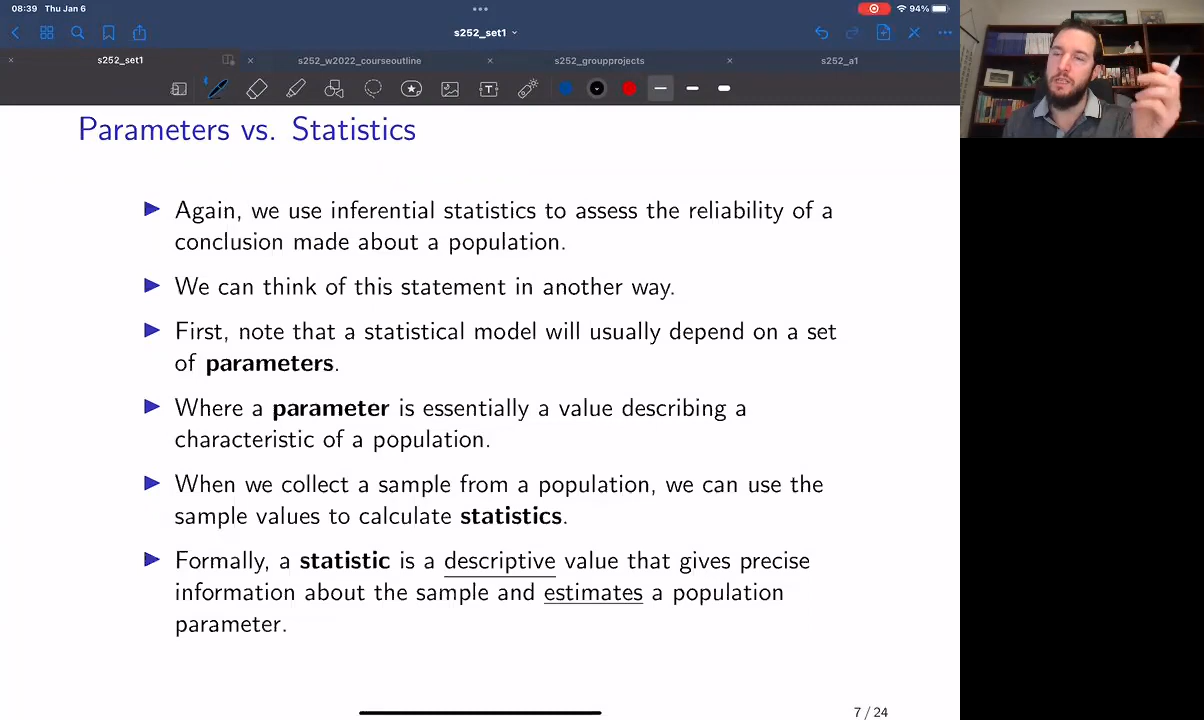 08:39 Thu Jan 6
94%
s252_set1
s252_set1
s252_w2022_courseoutline
s252_groupprojects
s252_a1
Parameters vs. Statistics
Again, we use inferential statistics to assess the reliability of a
conclusion made about a population.
We can think of this statement in another way.
First, note that a statistical model will usually depend on a set
of parameters.
Where a parameter is essentially a value describing a
characteristic of a population.
When we collect a sample from a population, we can use the
sample values to calculate statistics.
Formally, a statistic is a descriptive value that gives precise
information about the sample and estimates a population
parameter.
7 / 24